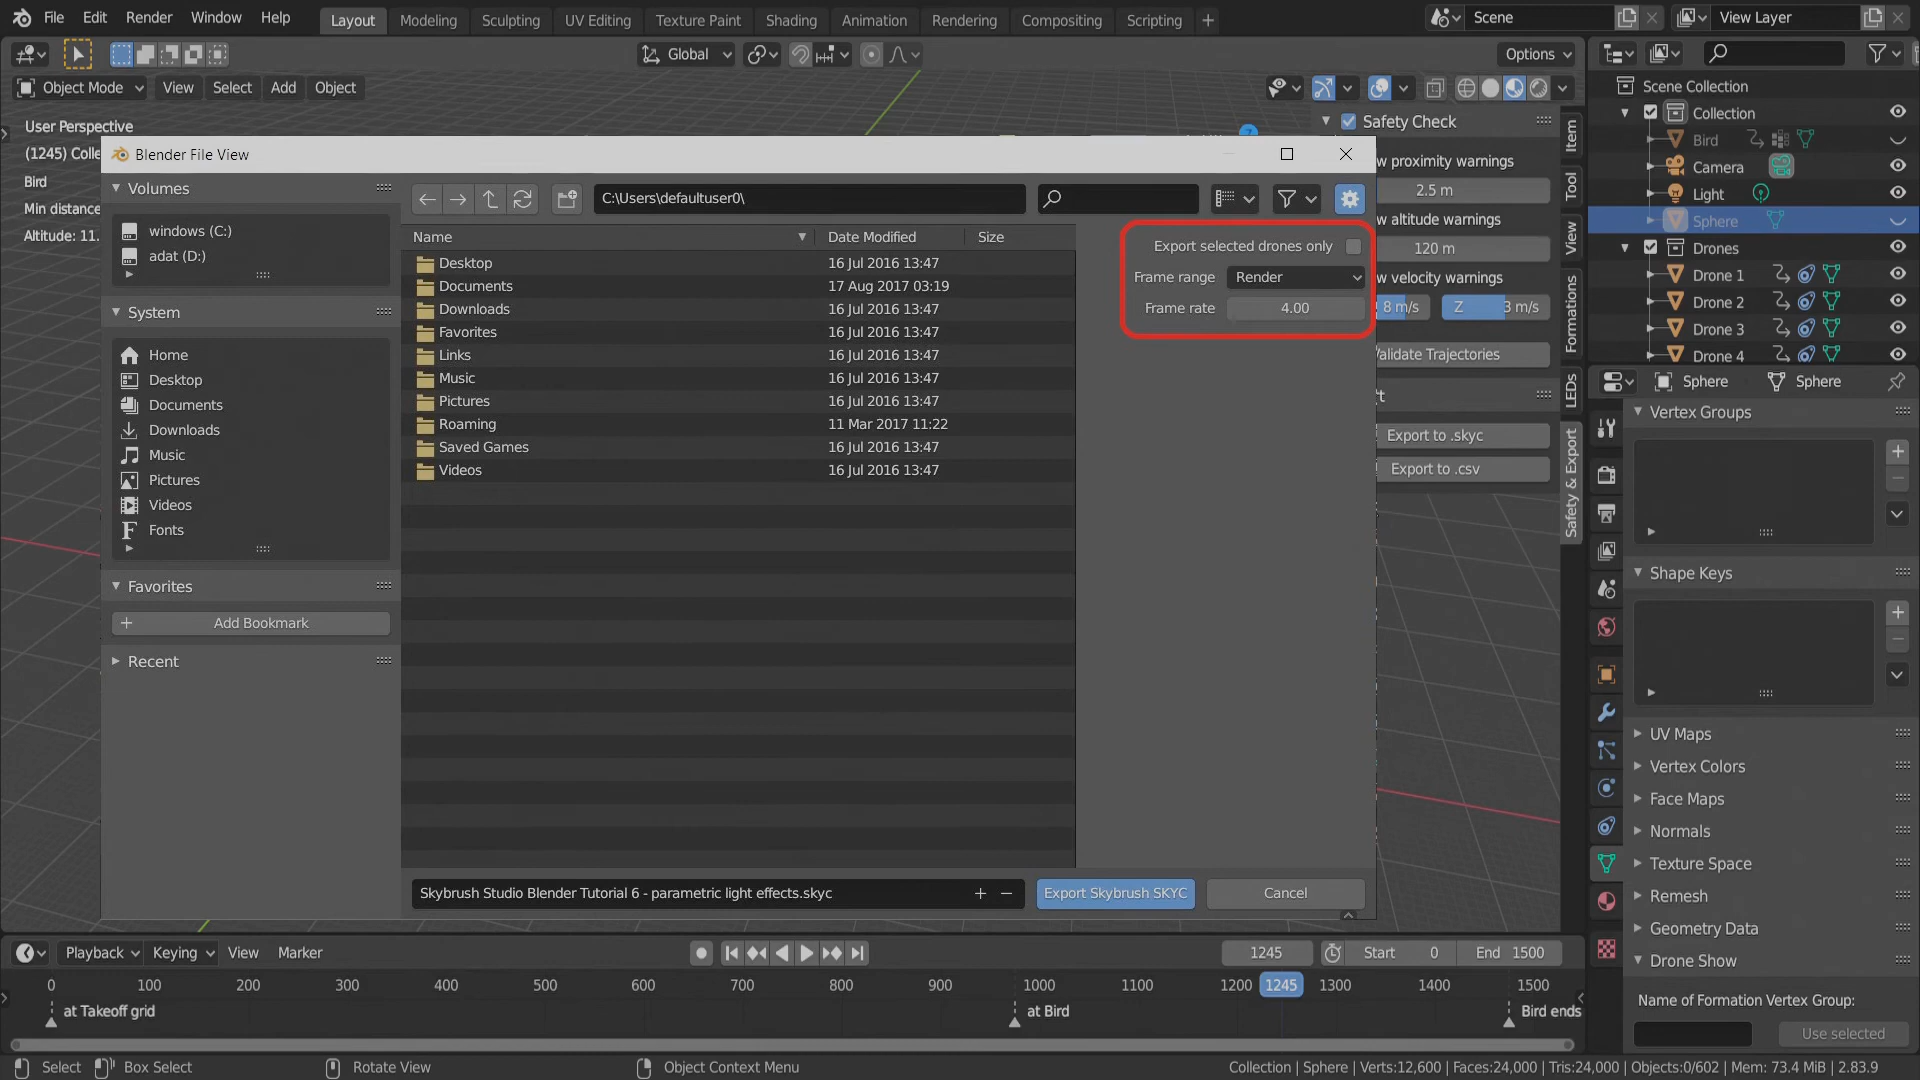 File Edit Render Window Help Layout Modeling Sculpting UV Editing Texture Paint Shading Animation Rendering Compositing Scripting + Scene View Layer
Global Options
Object Mode View Select Add Object
User Perspective
(1245) Colle
Bird
Min distance
Altitude: 11.
Blender File View
Volumes
windows (C:)
adat (D:)
System
Home
Desktop
Documents
Downloads
Music
Pictures
Videos
Fonts
Favorites
Add Bookmark
Recent
C:\Users\defaultuser0\
Name Date Modified Size
Desktop 16 Jul 2016 13:47
Documents 17 Aug 2017 03:19
Downloads 16 Jul 2016 13:47
Favorites 16 Jul 2016 13:47
Links 16 Jul 2016 13:47
Music 16 Jul 2016 13:47
Pictures 16 Jul 2016 13:47
Roaming 11 Mar 2017 11:22
Saved Games 16 Jul 2016 13:47
Videos 16 Jul 2016 13:47
Export selected drones only
Frame range Render
Frame rate 4.00
Skybrush Studio Blender Tutorial 6 - parametric light effects.skyc
Export Skybrush SKYC Cancel
Safety Check
w proximity warnings
2.5 m
w altitude warnings
120 m
w velocity warnings
8 m/s Z 3 m/s
Validate Trajectories
Export to .skyc
Export to .csv
Item
Tool
View
Formations
LEDs
Safety & Export
Scene Collection
Collection
Bird
Camera
Light
Sphere
Drones
Drone 1
Drone 2
Drone 3
Drone 4
Sphere Sphere
Vertex Groups
Shape Keys
UV Maps
Vertex Colors
Face Maps
Normals
Texture Space
Remesh
Geometry Data
Drone Show
Name of Formation Vertex Group:
Use selected
Playback Keying View Marker 1245 Start 0 End 1500
0 100 200 300 400 500 600 700 800 900 1000 1100 1200 1245 1300 1400 1500
at Takeoff grid at Bird Bird ends
Select Box Select Rotate View Object Context Menu Collection | Sphere | Verts:12,600 | Faces:24,000 | Tris:24,000 | Objects:0/602 | Mem: 73.4 MiB | 2.83.9